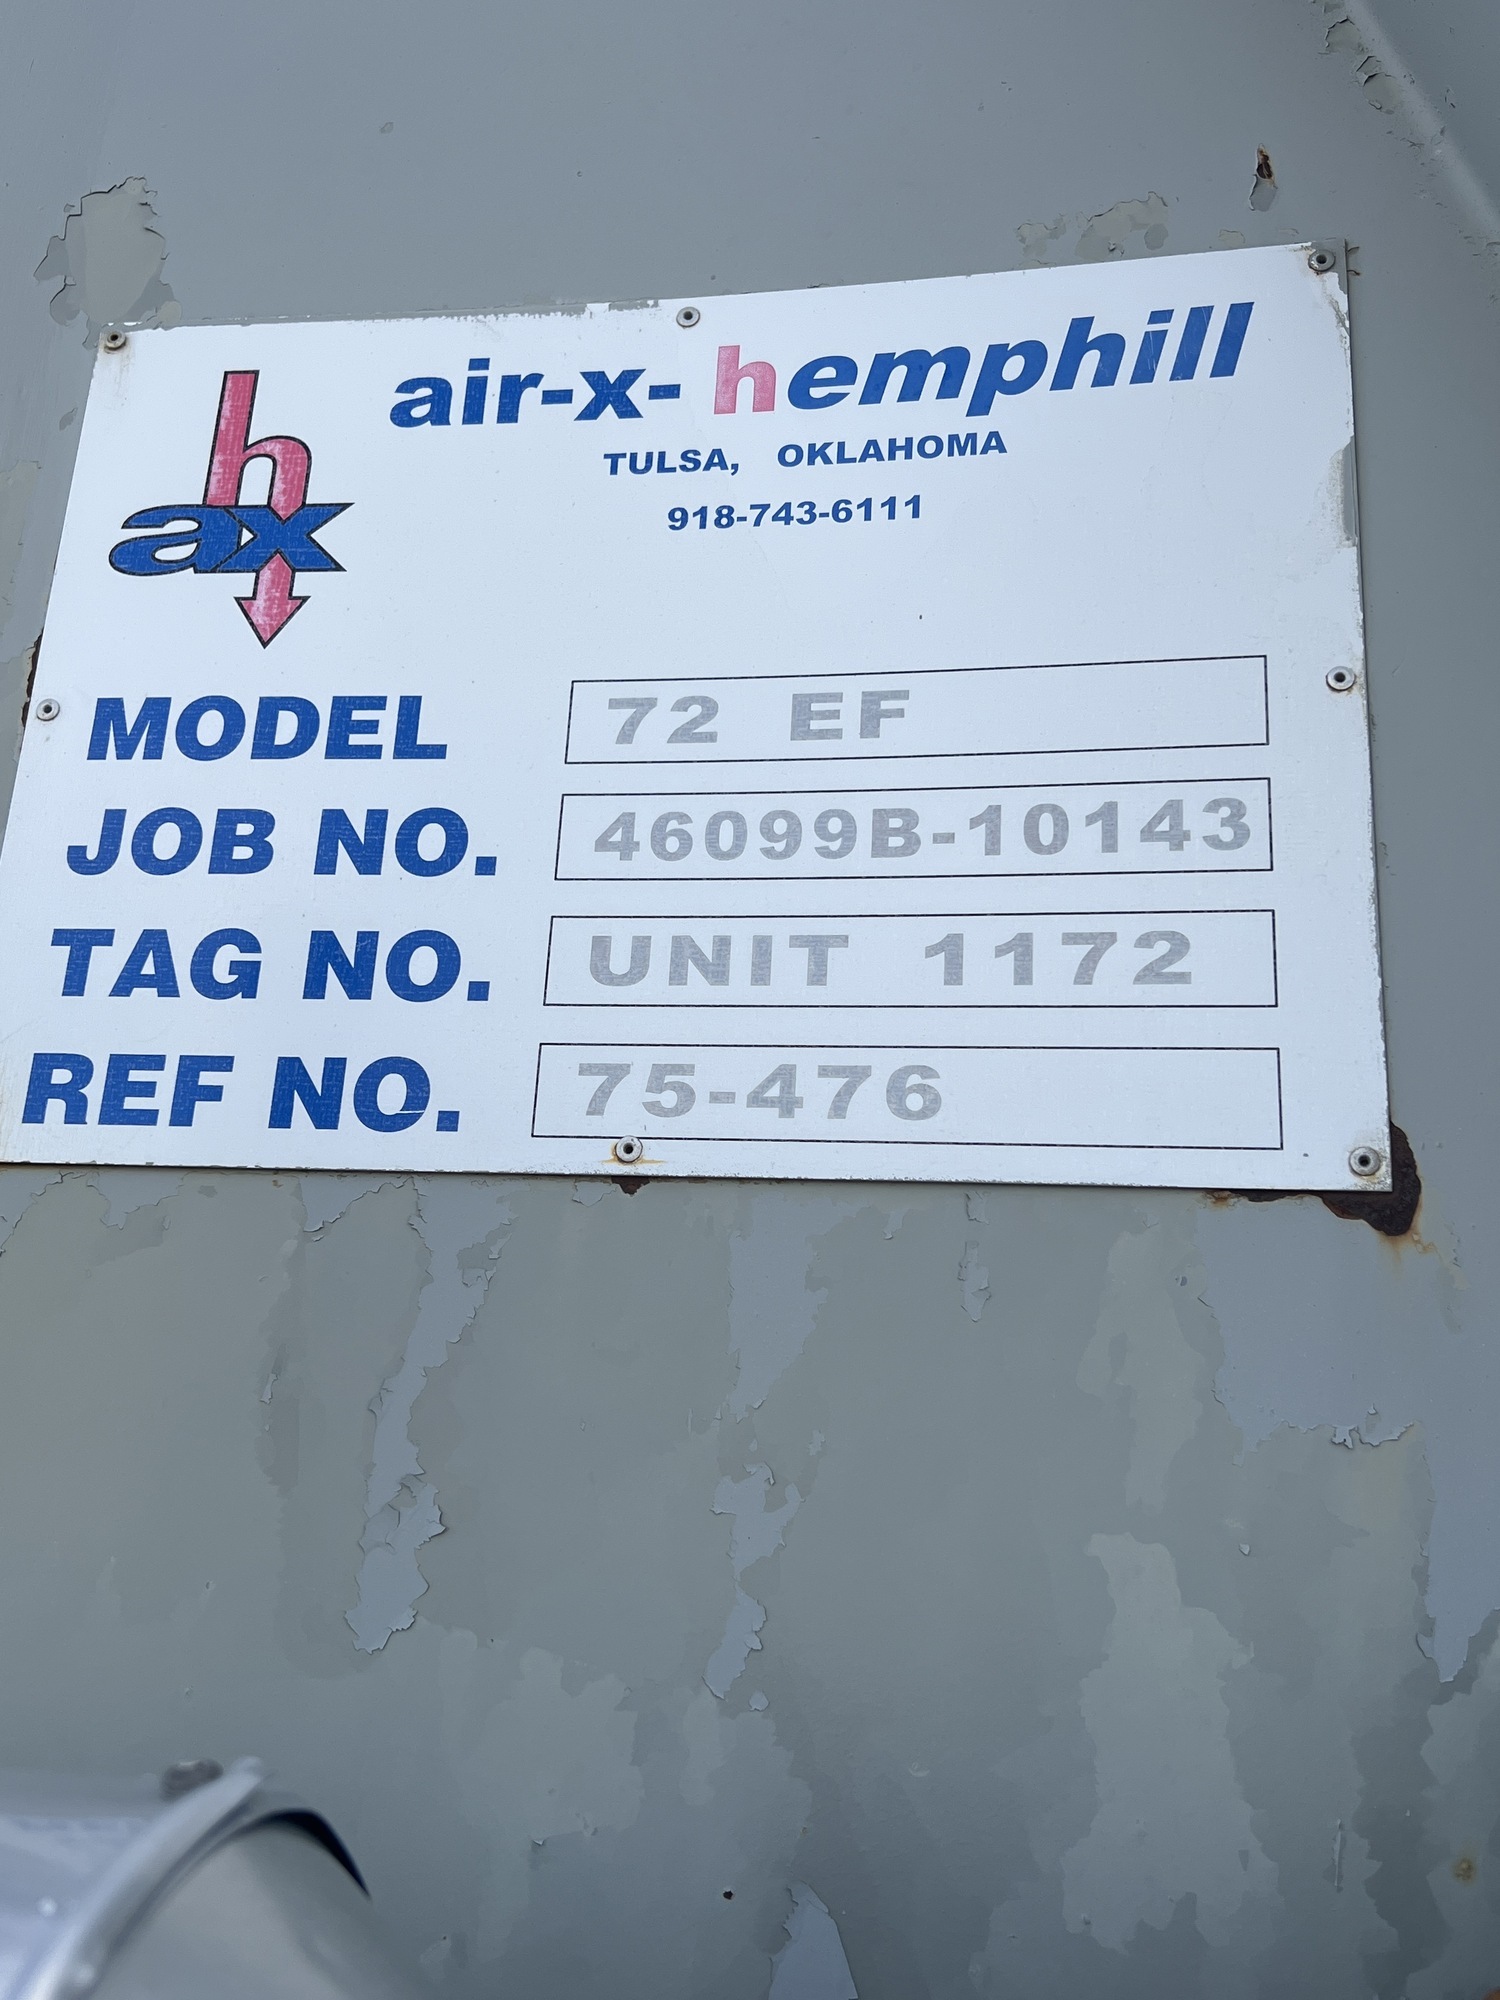 hax
air-x-hemphill
TULSA, OKLAHOMA
918-743-6111
MODEL 72 EF
JOB NO. 46099B-10143
TAG NO. UNIT 1172
REF NO. 75-476